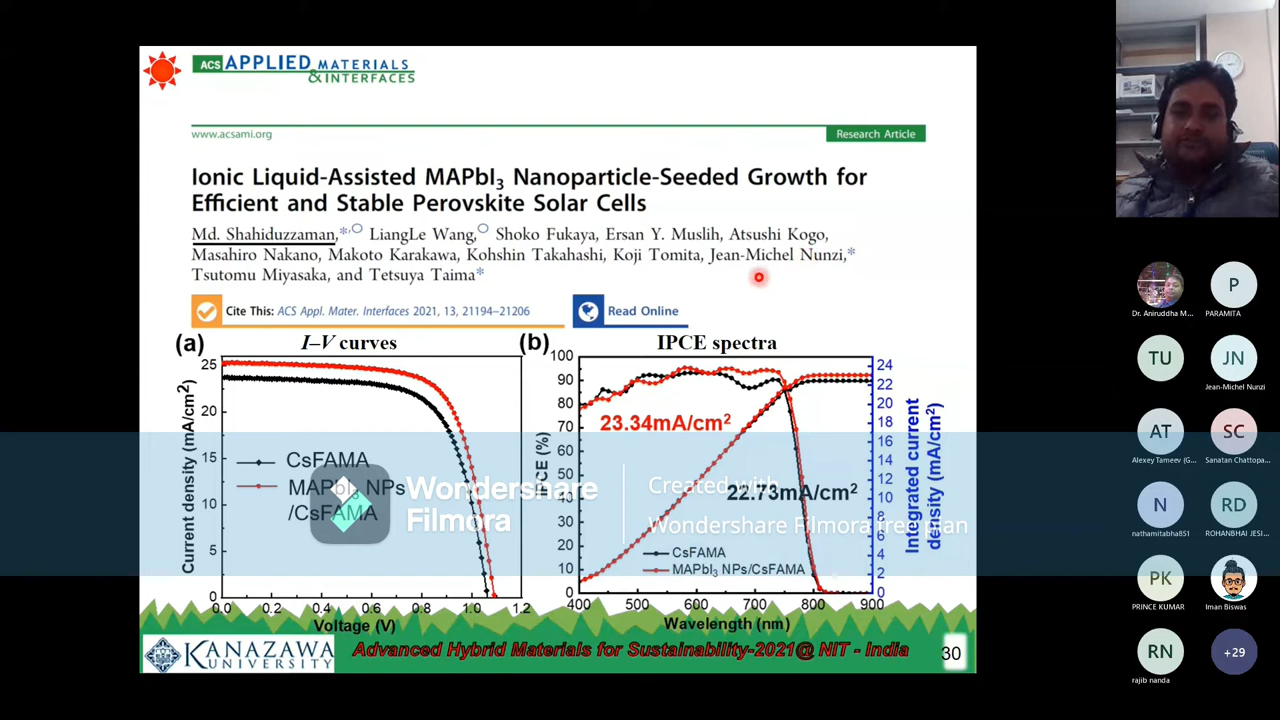 ACS APPLIED MATERIALS
& INTERFACES
www.acsami.org
Research Article
Ionic Liquid-Assisted MAPbI3 Nanoparticle-Seeded Growth for
Efficient and Stable Perovskite Solar Cells
Md. Shahiduzzaman,*,○ LiangLe Wang,○ Shoko Fukaya, Ersan Y. Muslih, Atsushi Kogo,
Masahiro Nakano, Makoto Karakawa, Kohshin Takahashi, Koji Tomita, Jean-Michel Nunzi,*
Tsutomu Miyasaka, and Tetsuya Taima*
Cite This: ACS Appl. Mater. Interfaces 2021, 13, 21194–21206
Read Online
(a)
I–V curves
25
20
15
10
5
0
Current density (mA/cm2)
CsFAMA
MAPbI3 NPs
/CsFAMA
0.0 0.2 0.4 0.6 0.8 1.0 1.2
Voltage (V)
(b)
IPCE spectra
100
90
80
70
60
50
40
30
20
10
0
IPCE (%)
23.34mA/cm2
22.73mA/cm2
CsFAMA
MAPbI3 NPs/CsFAMA
24
22
20
18
16
14
12
10
8
6
4
2
0
Integrated current
density (mA/cm2)
400 500 600 700 800 900
Wavelength (nm)
Wondershare
Filmora
Created with
Wondershare Filmora free plan
KANAZAWA
UNIVERSITY
Advanced Hybrid Materials for Sustainability-2021@ NIT - India
30
Dr. Aniruddha M...
P
PARAMITA
TU
JN
Jean-Michel Nunzi
AT
Alexey Tameev (G...
SC
Sanatan Chattopa...
N
nathamitabha851
RD
ROHANBHAI JESI...
PK
PRINCE KUMAR
Iman Biswas
RN
rajib nanda
+29